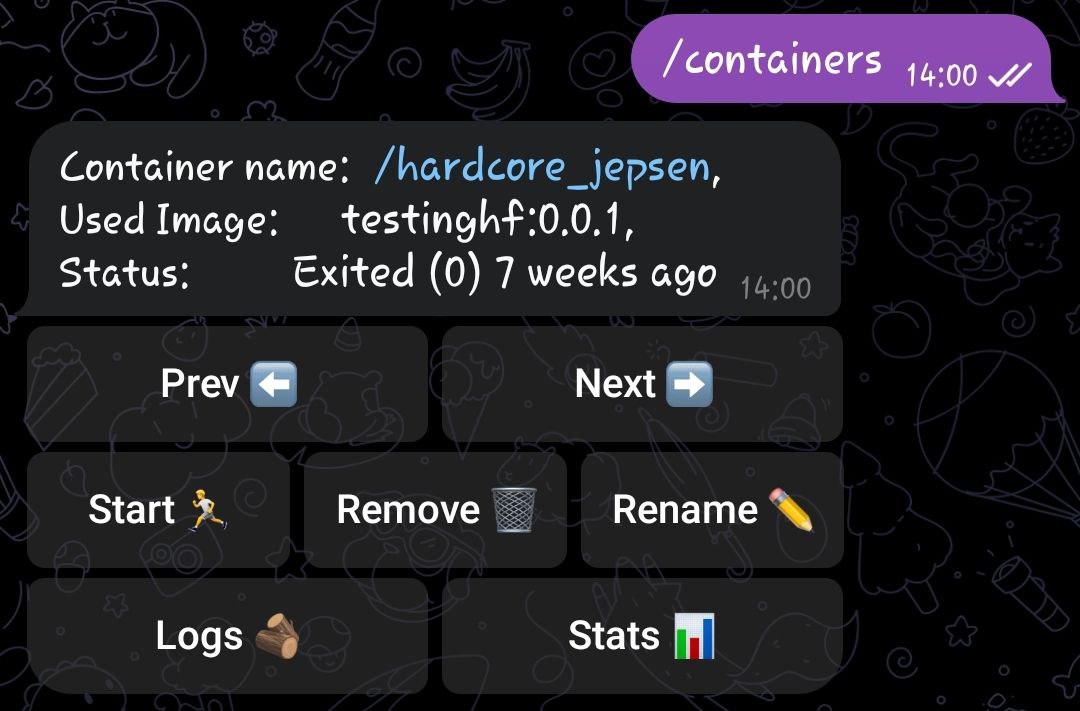 /containers 14:00
Container name: /hardcore_jepsen,
Used Image: testinghf:0.0.1,
Status: Exited (0) 7 weeks ago 14:00
Prev ⬅️ Next ➡️
Start 🏃 Remove 🗑️ Rename ✏️
Logs 🪵 Stats 📊